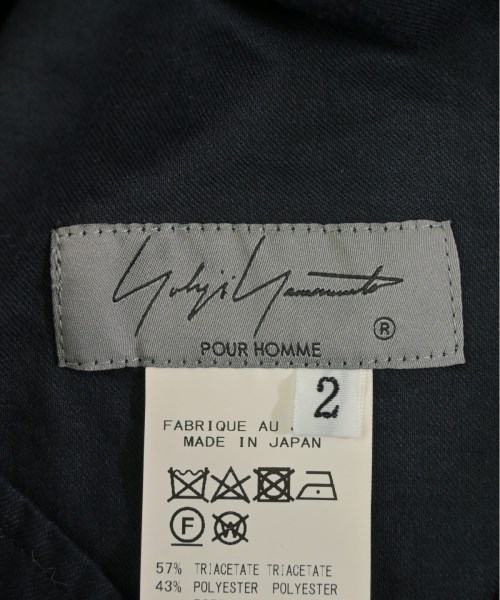 Yohji Yamamoto
®
POUR HOMME
2
FABRIQUE AU
MADE IN JAPAN
F
W
57% TRIACETATE TRIACETATE
43% POLYESTER POLYESTER